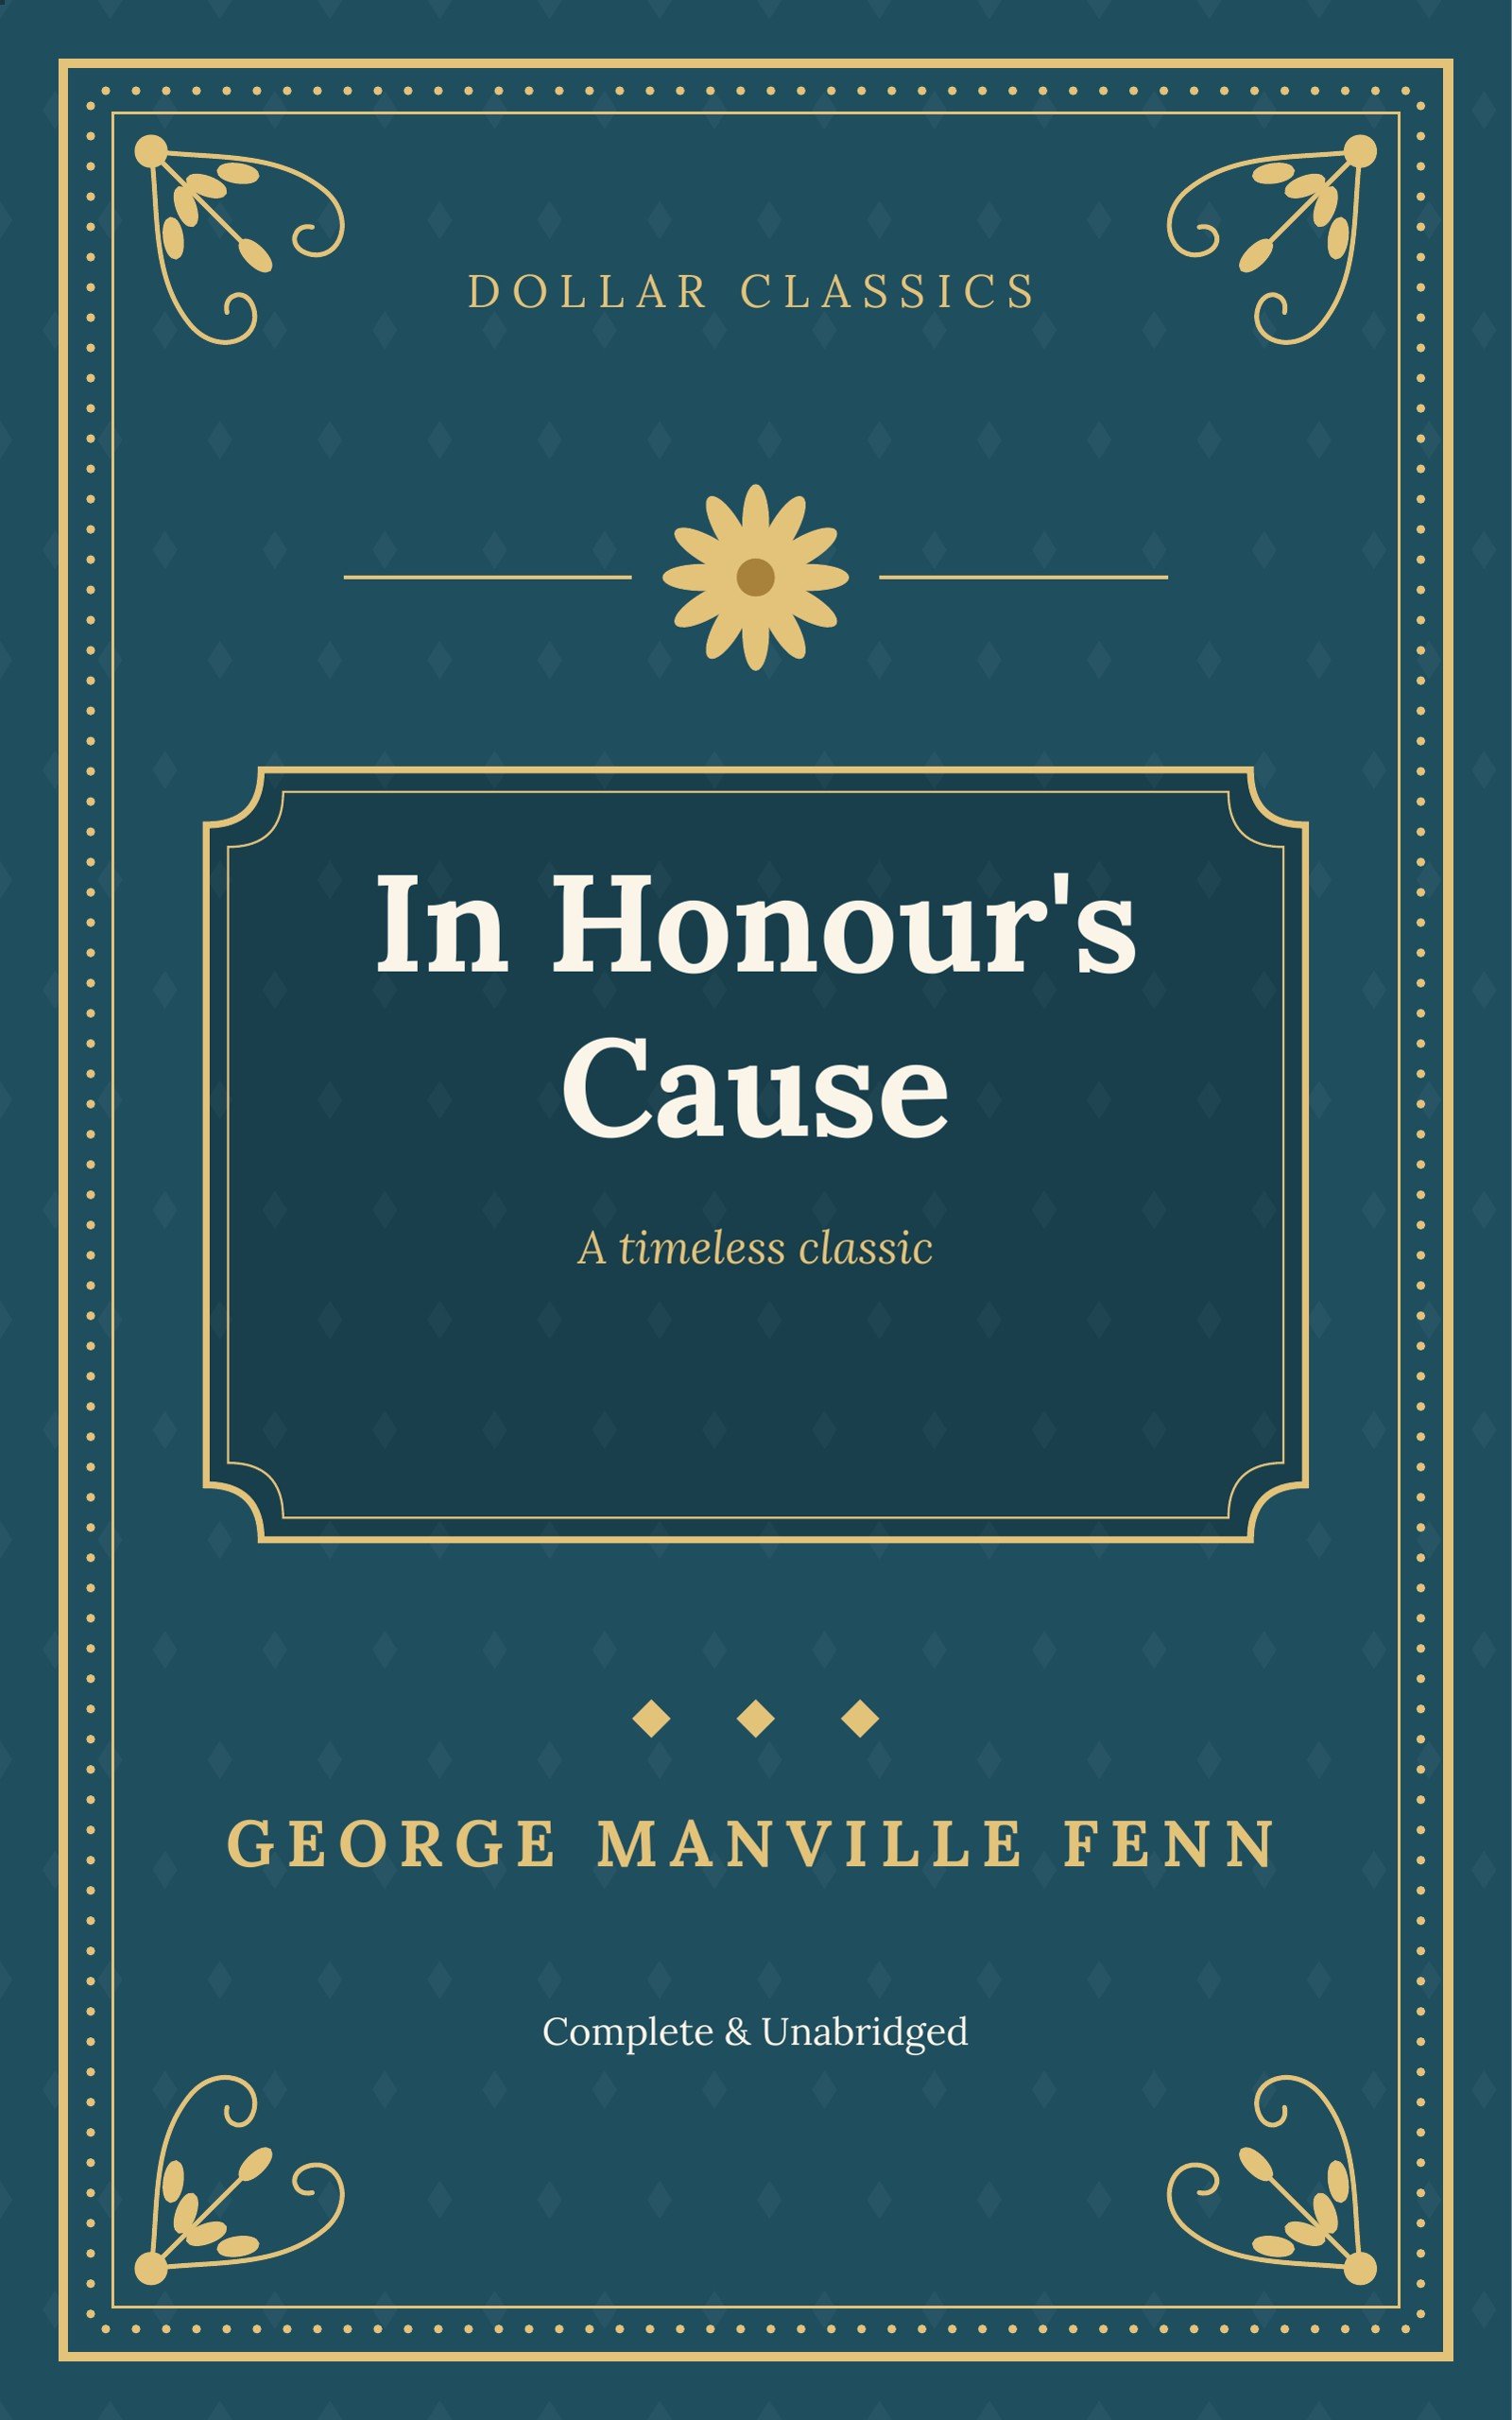 DOLLAR CLASSICS
In Honour's
Cause
A timeless classic
GEORGE MANVILLE FENN
Complete & Unabridged